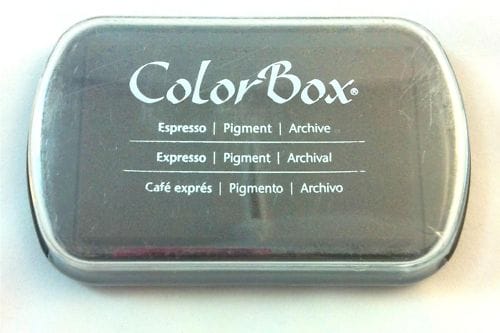 ColorBox®
Espresso | Pigment | Archive
Expresso | Pigment | Archival
Café exprés | Pigmento | Archivo